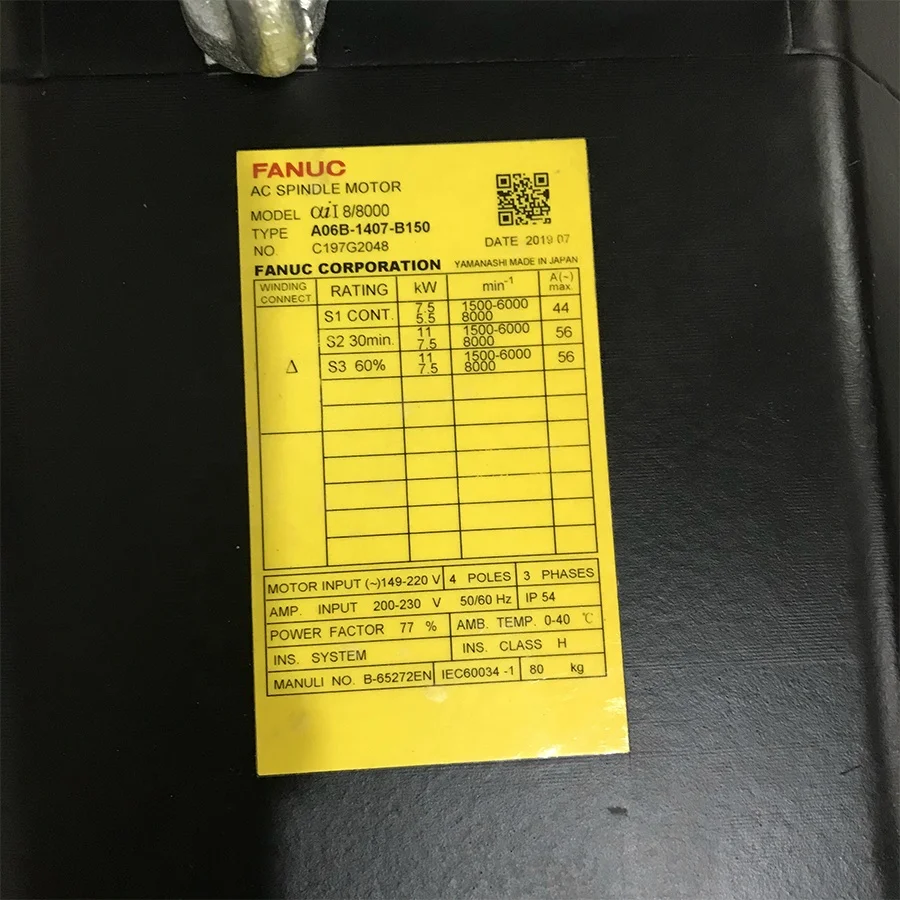 FANUC
AC SPINDLE MOTOR
MODEL αiI 8/8000
TYPE A06B-1407-B150
NO. C197G2048
DATE 2019 07
FANUC CORPORATION YAMANASHI MADE IN JAPAN
WINDING CONNECT RATING kW min⁻¹ A(~) max.
Δ
S1 CONT. 7.5 1500-6000 44
5.5 8000
S2 30min. 11 1500-6000 56
7.5 8000
S3 60% 11 1500-6000 56
7.5 8000
MOTOR INPUT (~)149-220 V 4 POLES 3 PHASES
AMP. INPUT 200-230 V 50/60 Hz IP 54
POWER FACTOR 77 % AMB. TEMP. 0-40 ℃
INS. SYSTEM INS. CLASS H
MANULI NO. B-65272EN IEC60034 -1 80 kg